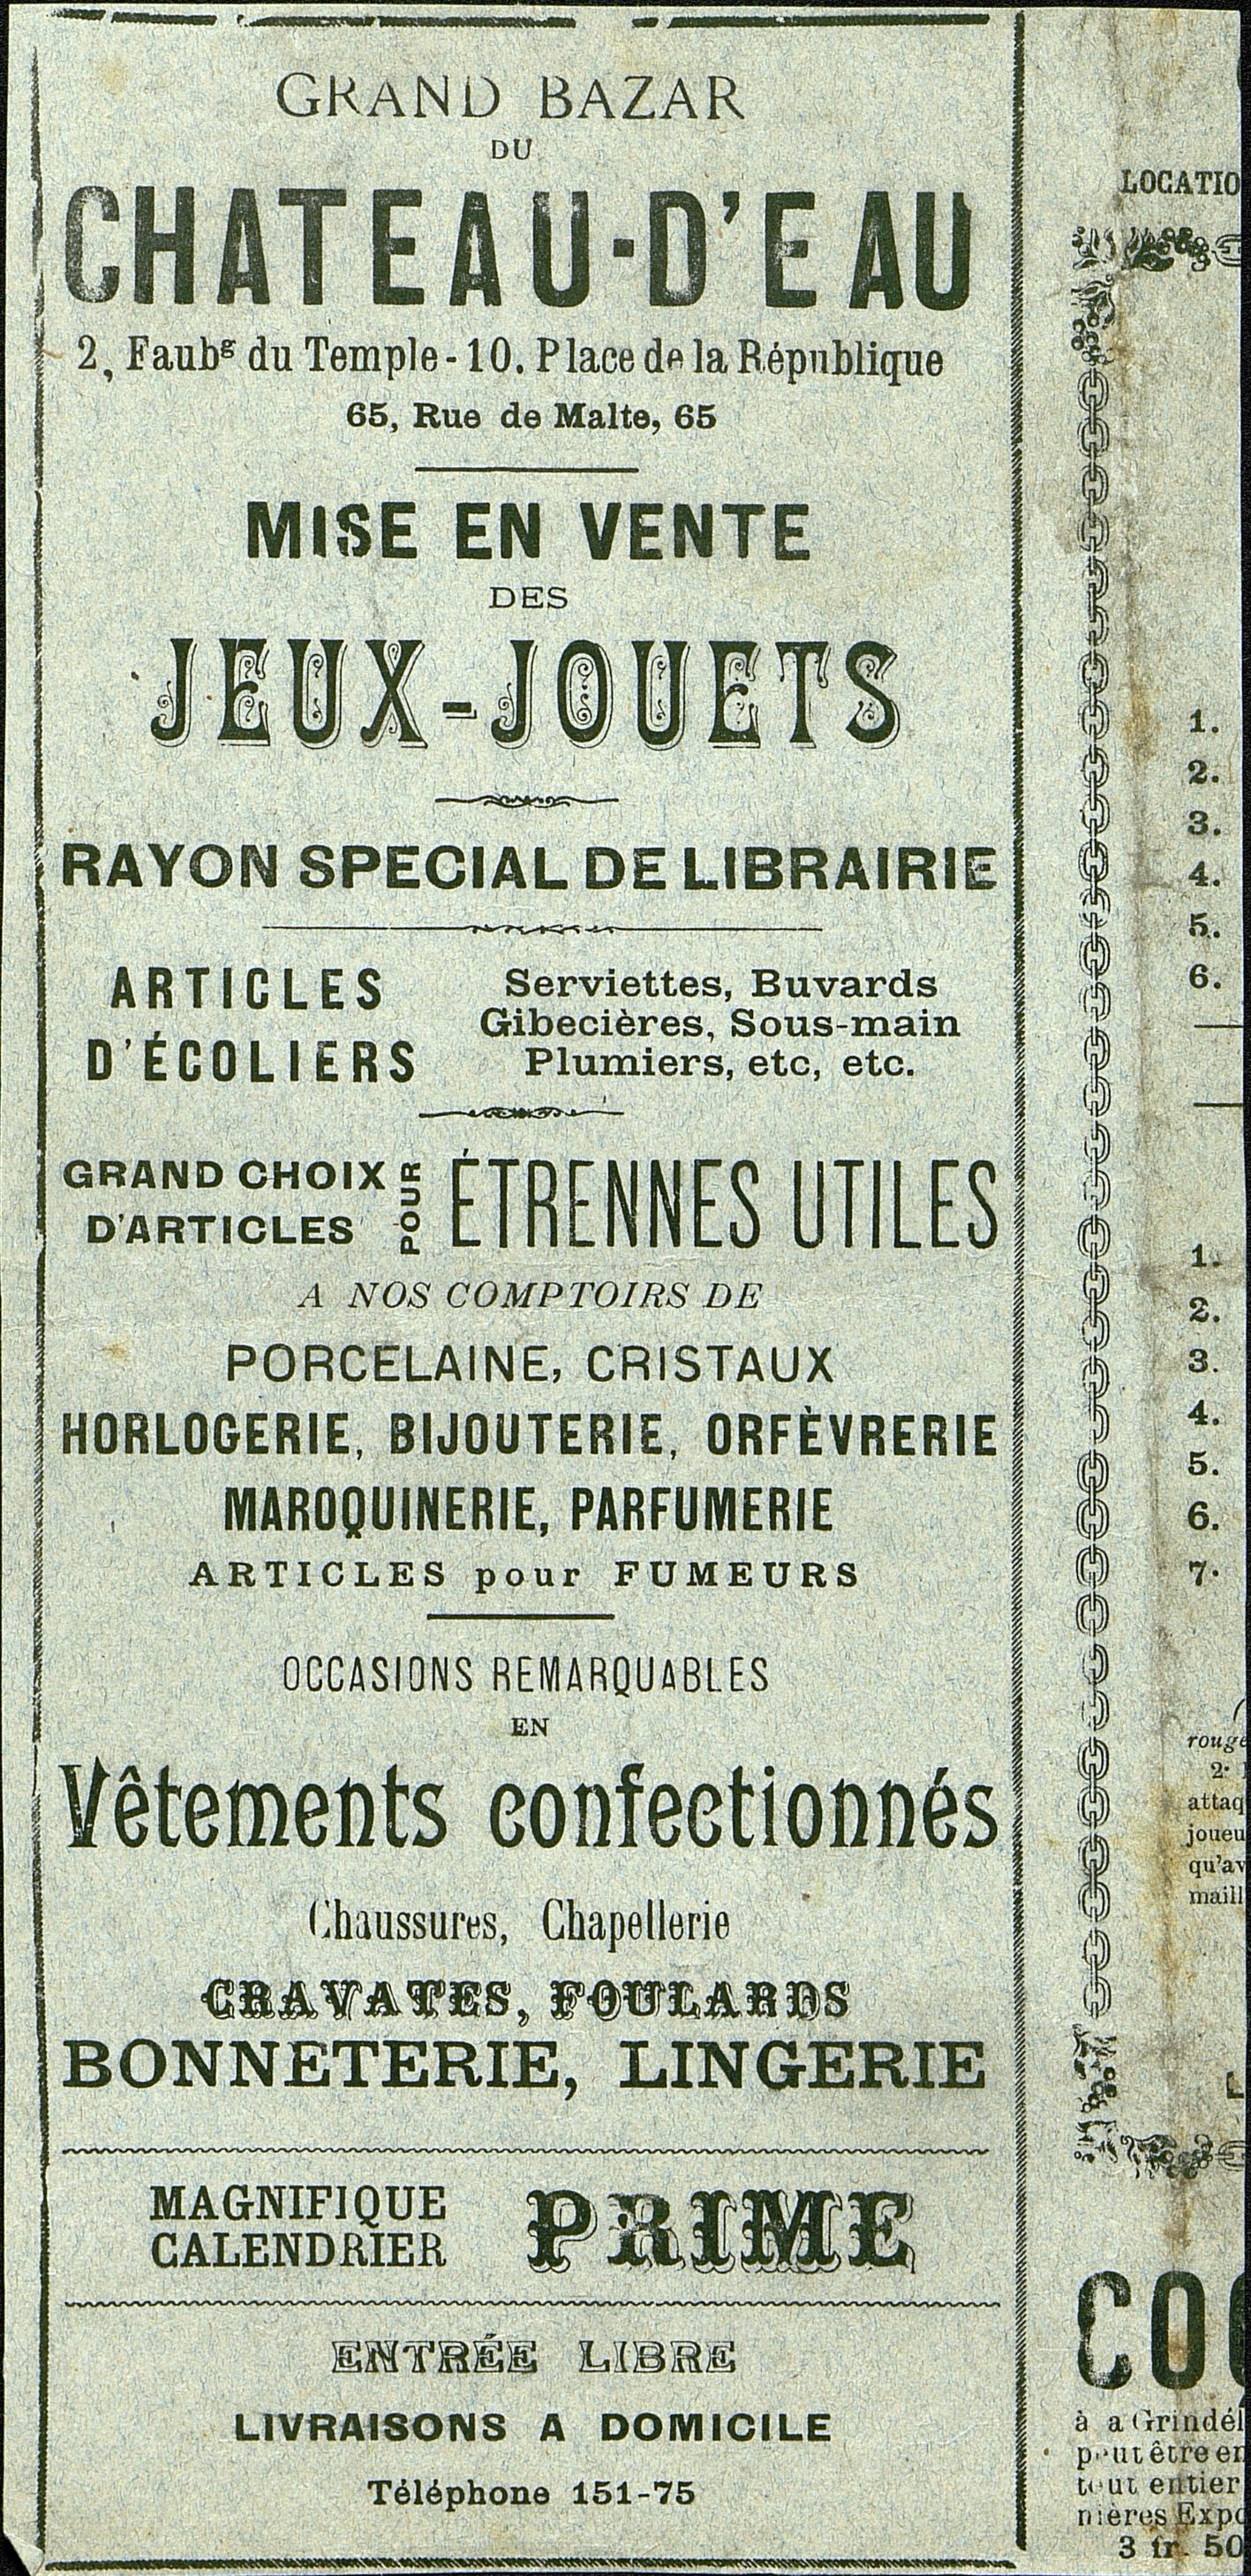 GRAND BAZAR
DU
CHATEAU-D'EAU
2, Faubg du Temple - 10. Place de la République
65, Rue de Malte, 65
MISE EN VENTE
DES
JEUX-JOUETS
RAYON SPECIAL DE LIBRAIRIE
ARTICLES
D'ÉCOLIERS
Serviettes, Buvards
Gibecières, Sous-main
Plumiers, etc, etc.
GRAND CHOIX
D'ARTICLES
POUR
ÉTRENNES UTILES
A NOS COMPTOIRS DE
PORCELAINE, CRISTAUX
HORLOGERIE, BIJOUTERIE, ORFÈVRERIE
MAROQUINERIE, PARFUMERIE
ARTICLES pour FUMEURS
OCCASIONS REMARQUABLES
EN
Vêtements confectionnés
Chaussures, Chapellerie
CRAVATES, FOULARDS
BONNETERIE, LINGERIE
MAGNIFIQUE
CALENDRIER
PRIME
ENTRÉE LIBRE
LIVRAISONS A DOMICILE
Téléphone 151-75
LOCATIO
1.
2.
3.
4.
5.
6.
1.
2.
3.
4.
5.
6.
7.
rouge
2
attaq
joueu
qu'av
maill
CO
à a Grindél
peut être en
tout entier
nières Expo
3 fr. 50